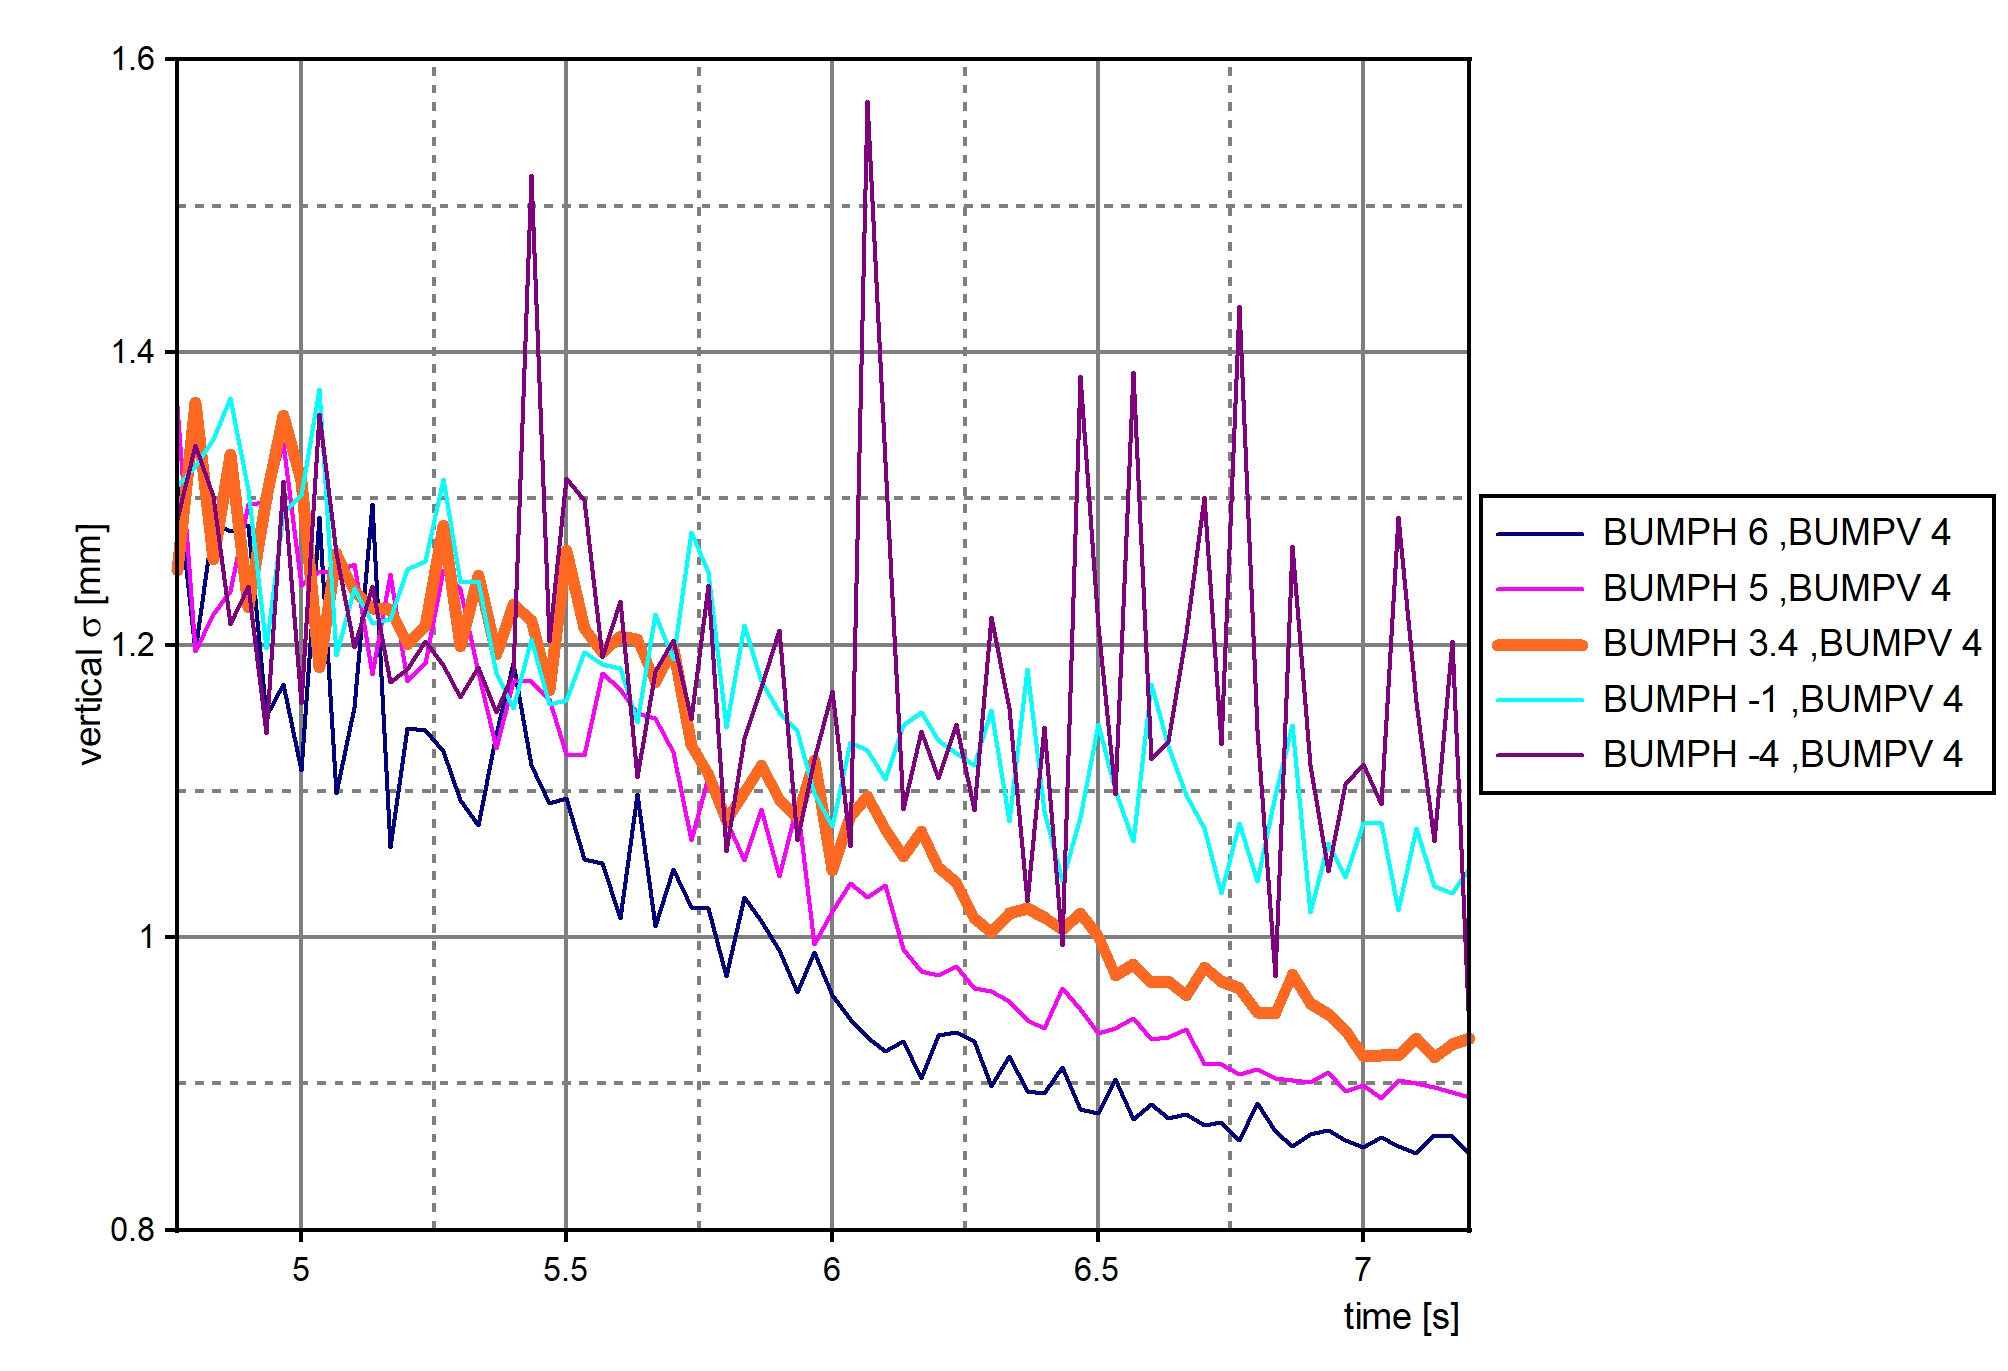 1.6
1.4
1.2
1
0.8
vertical σ [mm]
5
5.5
6
6.5
7
time [s]
BUMPH 6 ,BUMPV 4
BUMPH 5 ,BUMPV 4
BUMPH 3.4 ,BUMPV 4
BUMPH -1 ,BUMPV 4
BUMPH -4 ,BUMPV 4